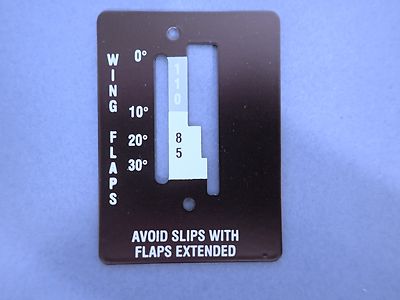 WING FLAPS
0°
10°
20°
30°
110
85
AVOID SLIPS WITH
FLAPS EXTENDED